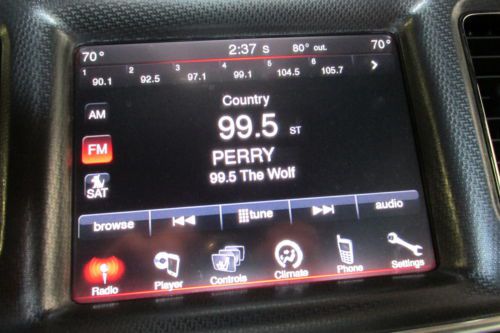 70° 2:37 S 80° out. 70°
1 90.1 2 92.5 3 97.1 4 99.1 5 104.5 6 105.7 >
Country
AM
99.5 ST
FM
PERRY
99.5 The Wolf
SAT
browse tune audio
Radio Player Controls Climate Phone Settings